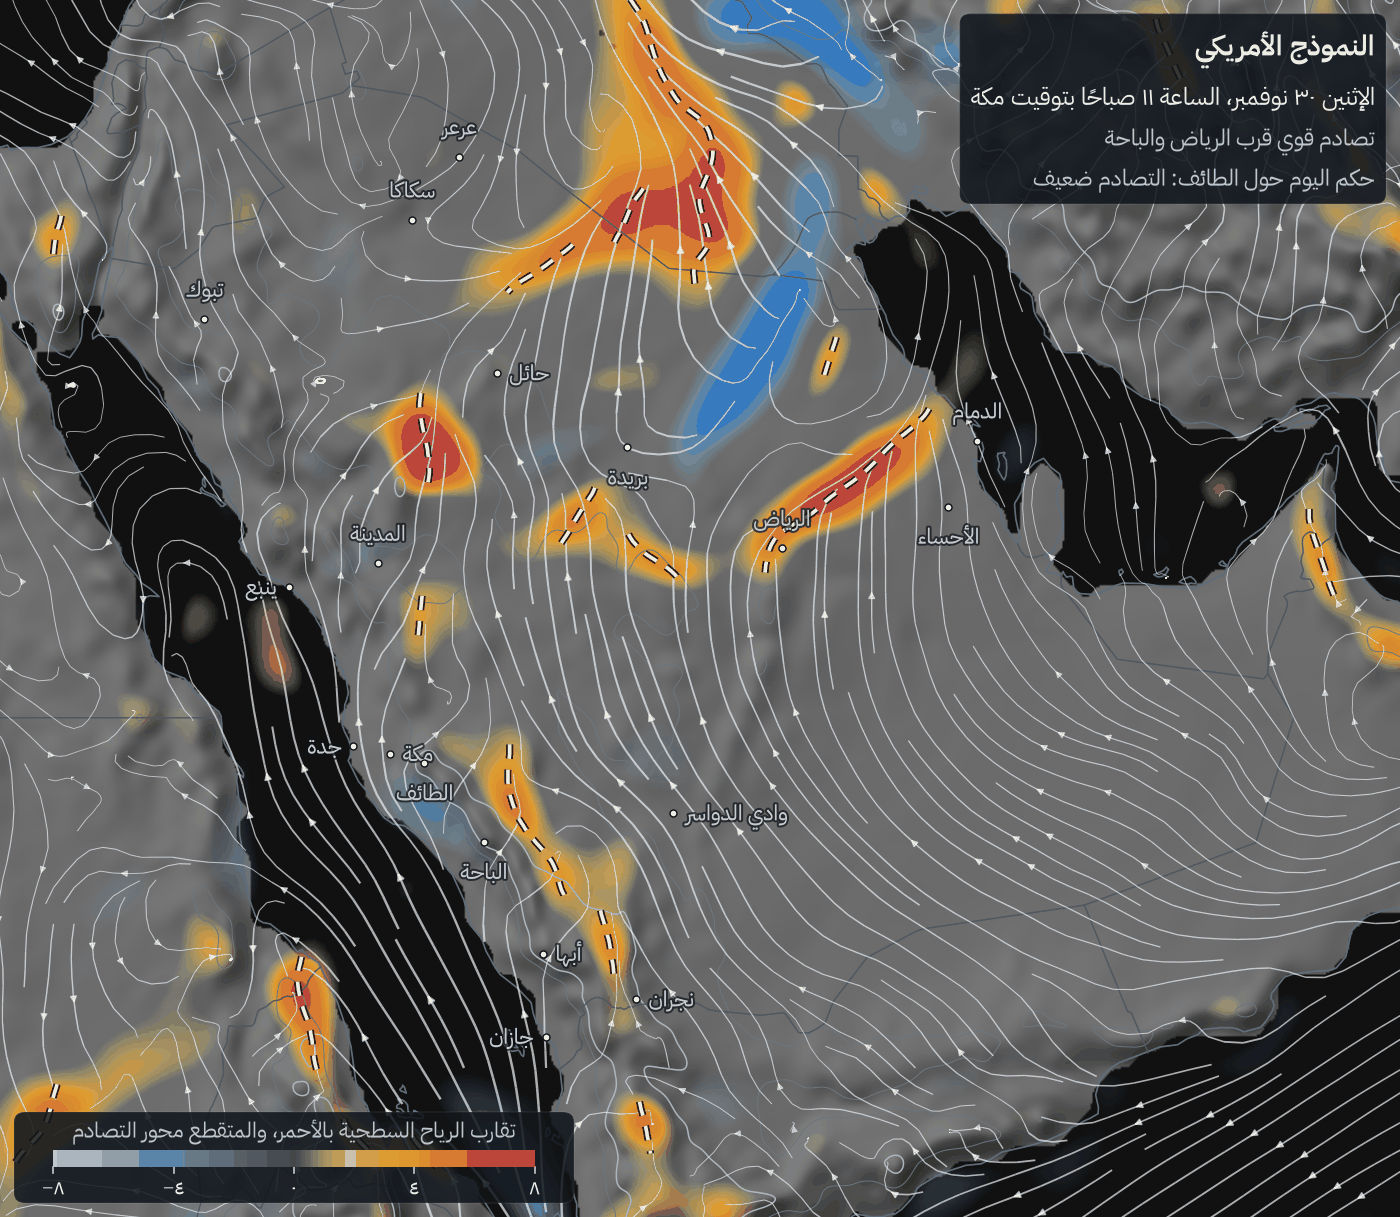 النموذج الأمريكي
الإثنين ٣٠ نوفمبر، الساعة ١١ صباحًا بتوقيت مكة
تصادم قوي قرب الرياض والباحة
حكم اليوم حول الطائف: التصادم ضعيف
عرعر
سكاكا
تبوك
حائل
الدمام
بريدة
الرياض
الأحساء
المدينة
ينبع
جدة
مكة
الطائف
وادي الدواسر
الباحة
أبها
نجران
جازان
تقارب الرياح السطحية بالأحمر، والمتقطع محور التصادم
−٨ −٤ ٠ ٤ ٨